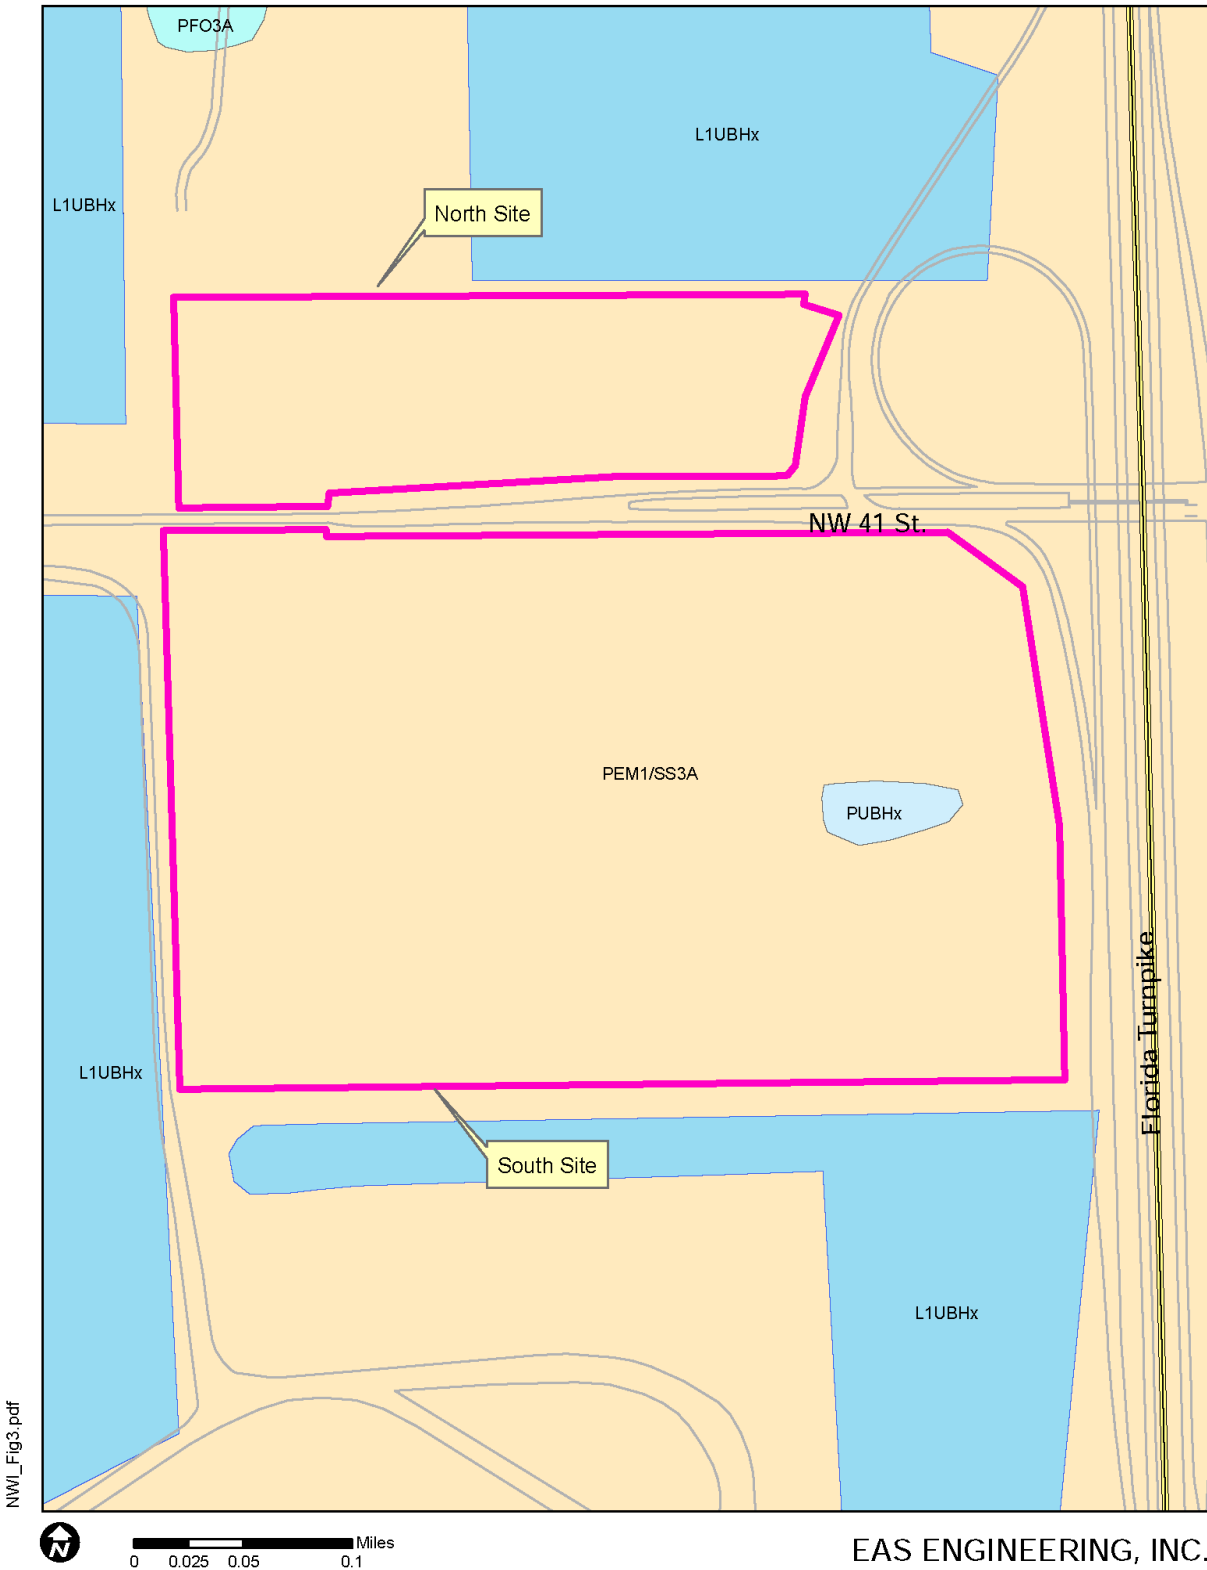 PFO3A
L1UBHx
L1UBHx
North Site
NW 41 St.
PEM1/SS3A
PUBHx
Florida Turnpike
L1UBHx
South Site
L1UBHx
NWI_Fig3.pdf
N
Miles
0 0.025 0.05 0.1
EAS ENGINEERING, INC.